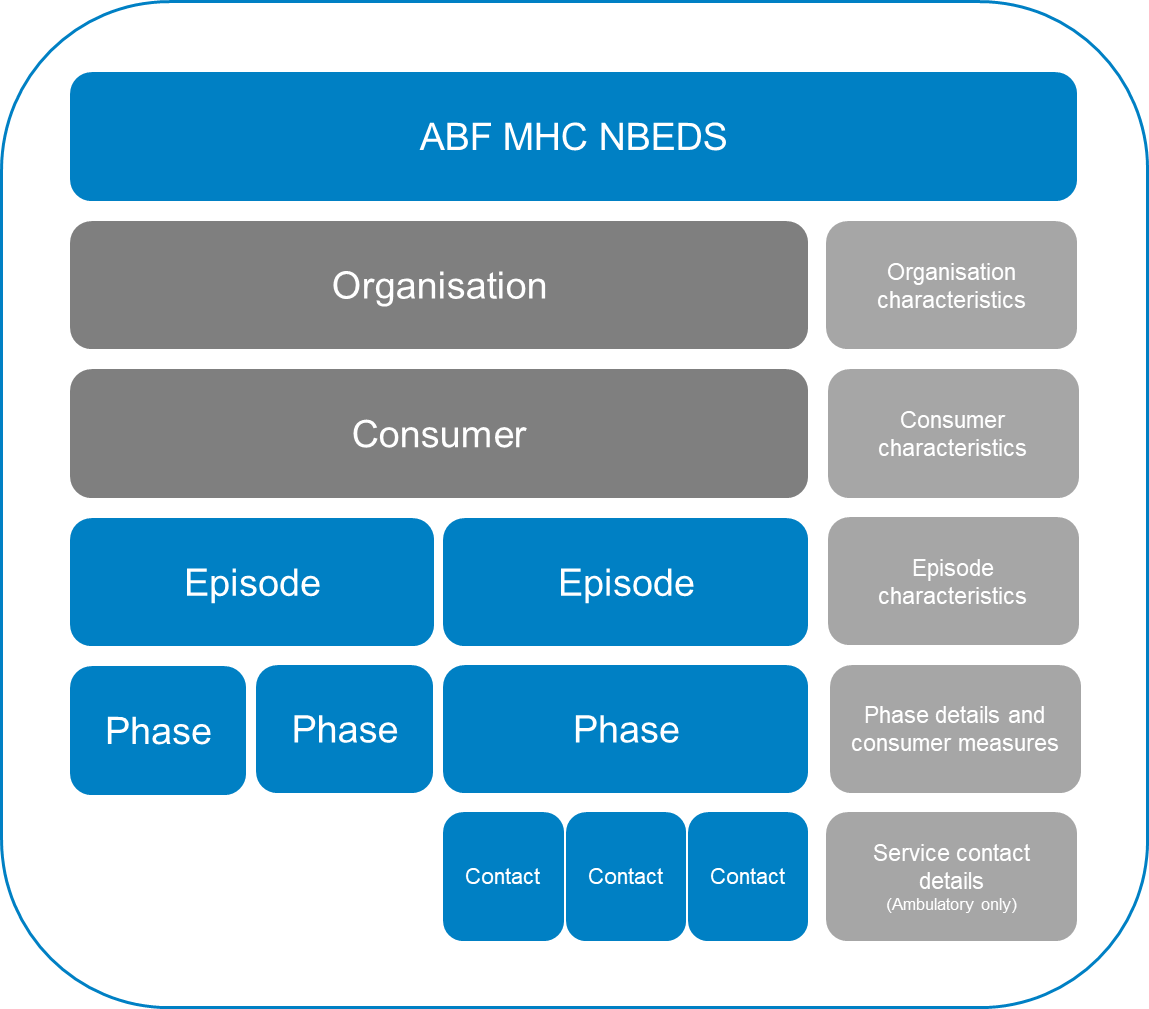 ABF MHC NBEDS
Organisation
Organisation
characteristics
Consumer
Consumer
characteristics
Episode
Episode
Episode
characteristics
Phase
Phase
Phase
Phase details and
consumer measures
Contact
Contact
Contact
Service contact
details
(Ambulatory only)